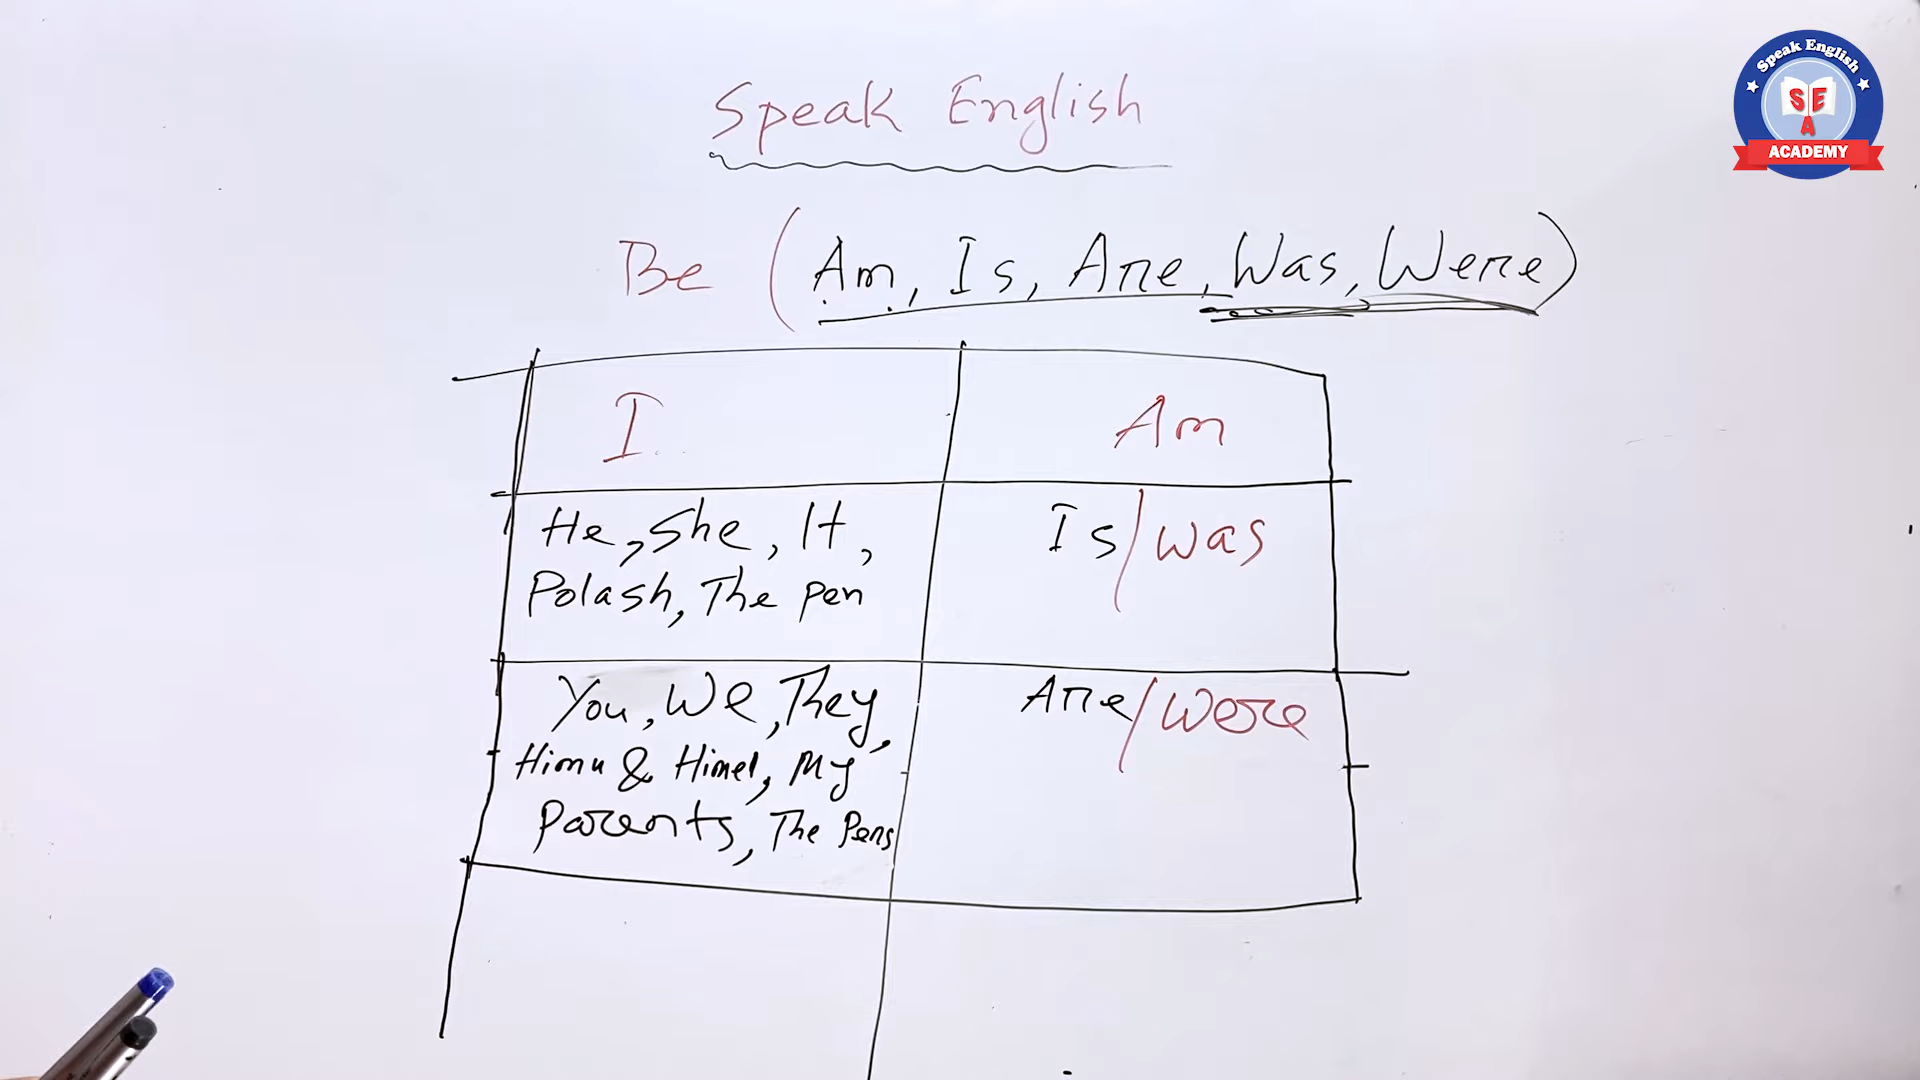 Speak English
Speak English
SE
A
ACADEMY
Be (Am, Is, Are, Was, Were)
I
Am
He, She, It,
Polash, The Pen
Is/was
You, We, They,
Himu & Himel, My
Parents, The Pens
Are/were